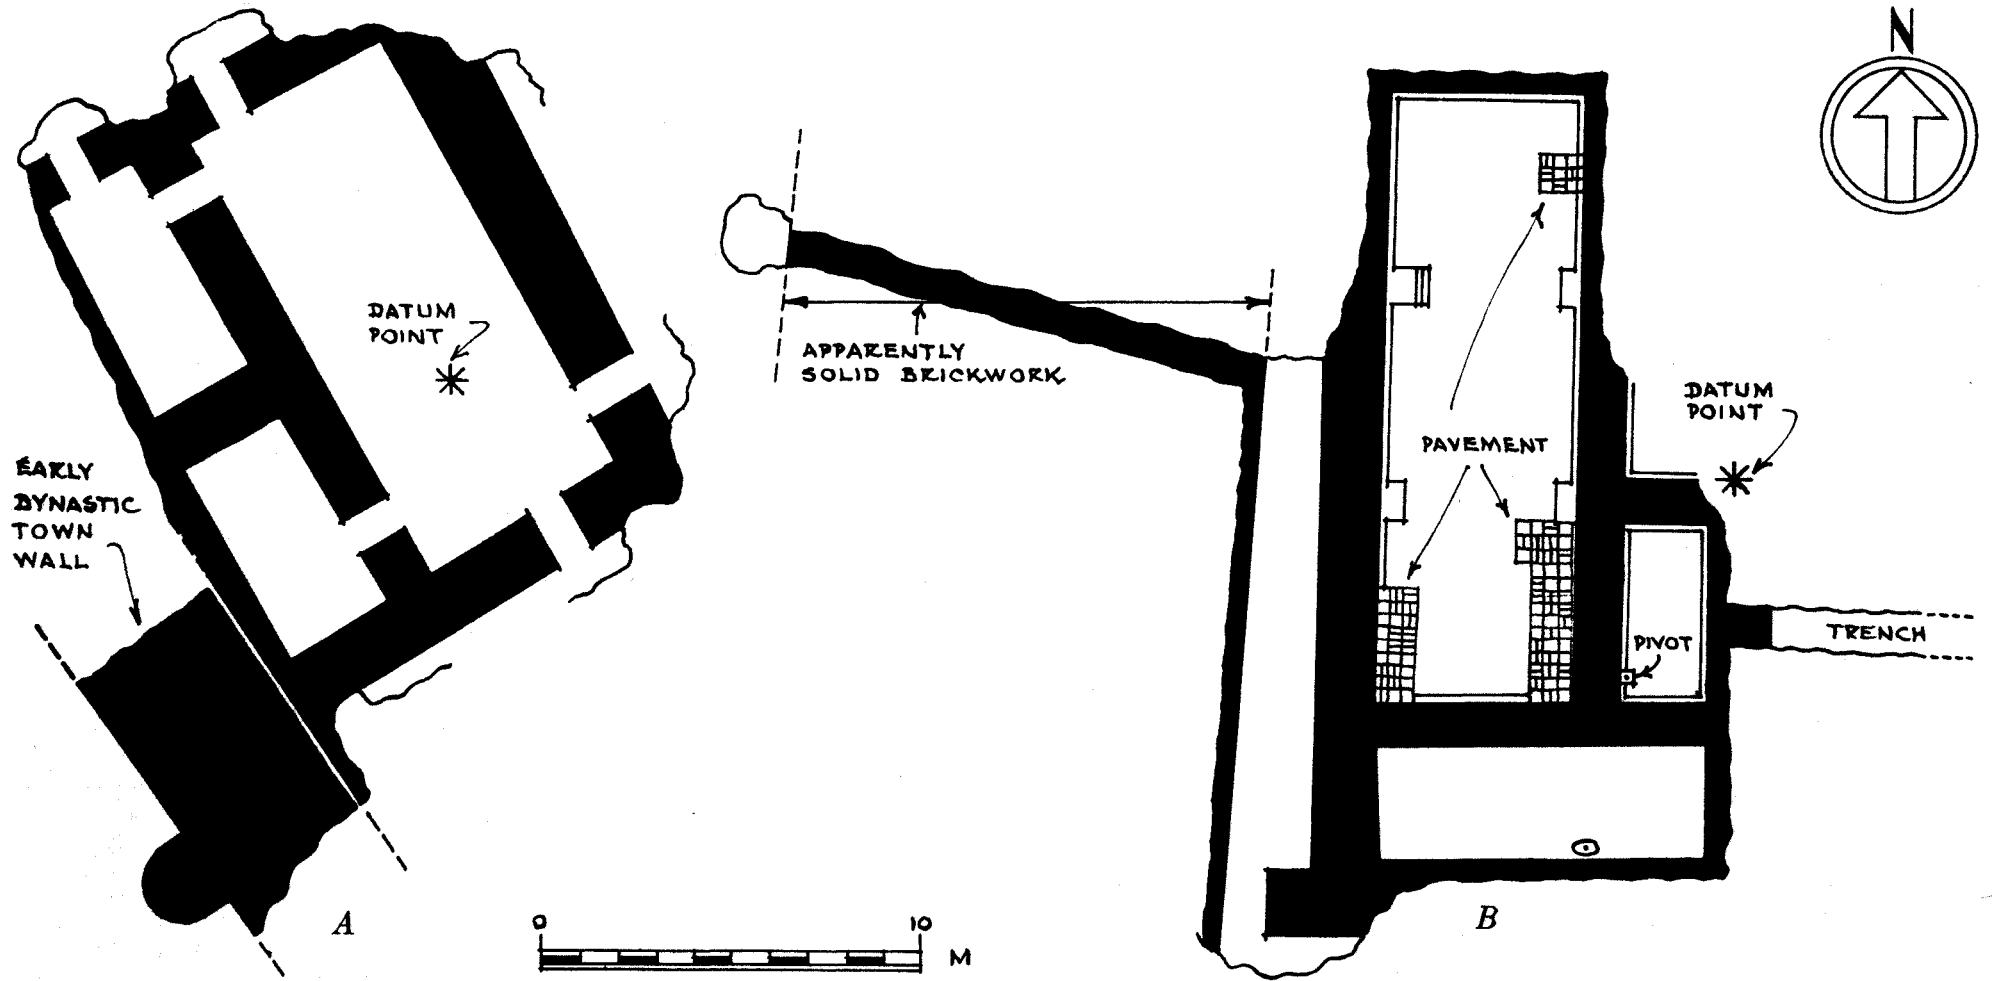 N
DATUM
POINT
APPARENTLY
SOLID BRICKWORK
DATUM
POINT
PAVEMENT
EARLY
DYNASTIC
TOWN
WALL
TRENCH
PIVOT
A
B
0 10
M